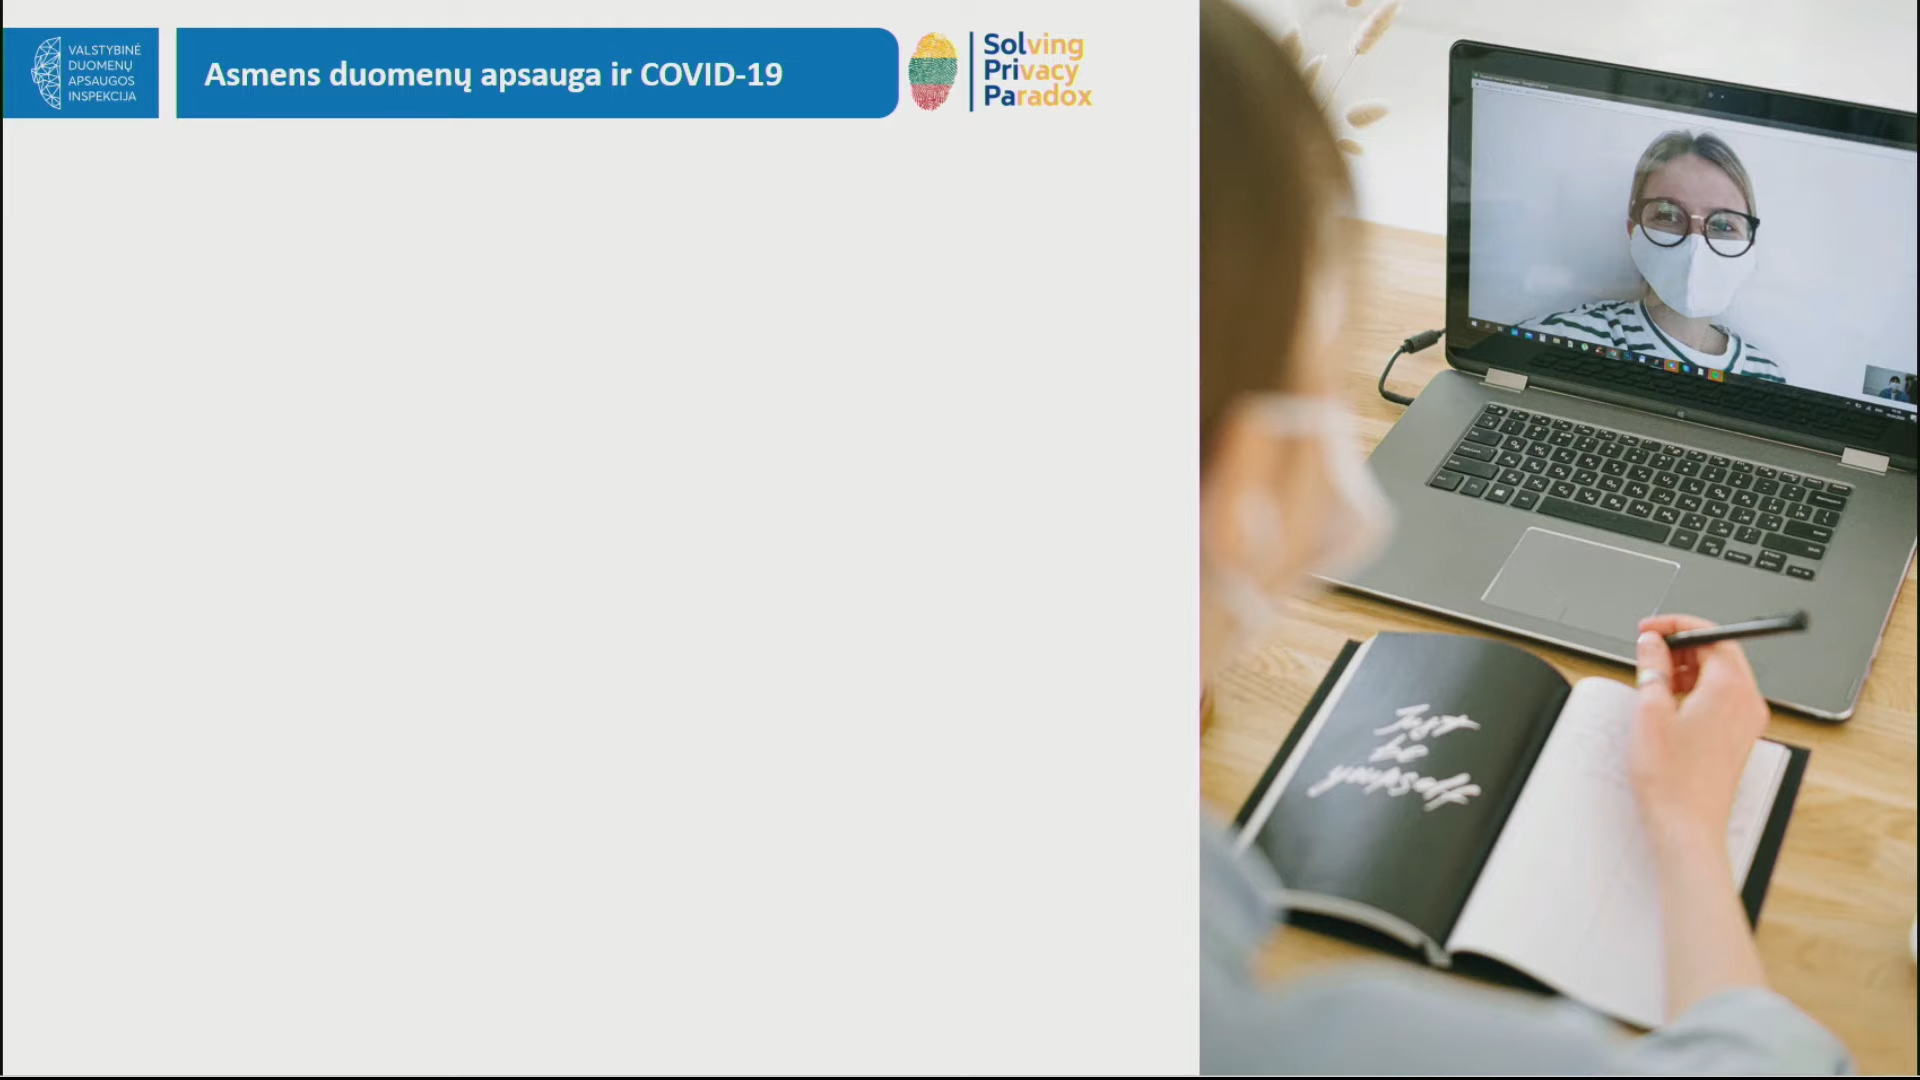 VALSTYBINĖ
DUOMENŲ
APSAUGOS
INSPEKCIJA
Asmens duomenų apsauga ir COVID-19
Solving
Privacy
Paradox
Just
be
yourself